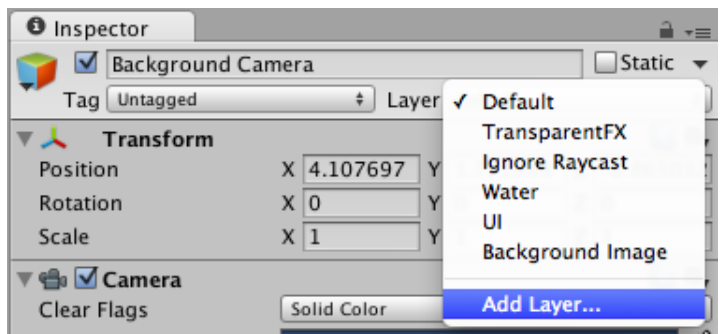 Inspector
Background Camera
Static
Tag Untagged Layer
✓ Default
TransparentFX
Ignore Raycast
Water
UI
Background Image
Add Layer...
Transform
Position X 4.107697 Y
Rotation X 0 Y
Scale X 1 Y
Camera
Clear Flags Solid Color